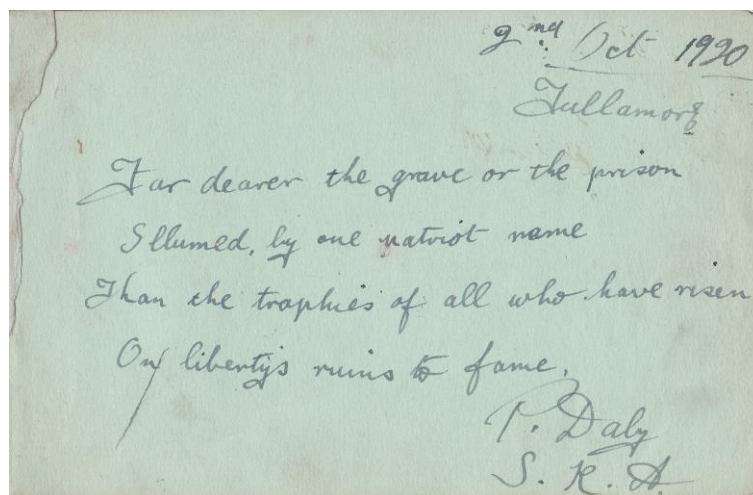 2nd Oct 1920
Tullamore
Far dearer the grave or the prison
Illumed, by one patriot name
Than the trophies of all who have risen
On liberty's ruins to fame.
P. Daly
S. R. A